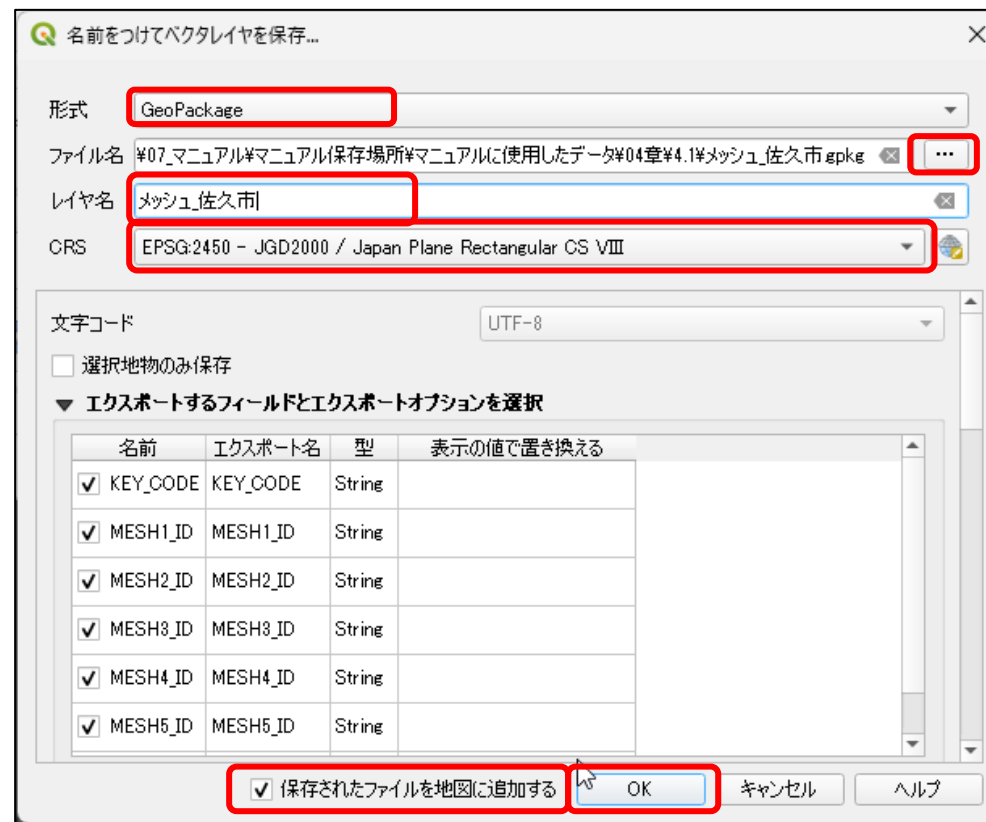 名前をつけてベクタレイヤを保存...
形式 GeoPackage
ファイル名 ¥07_マニュアル¥マニュアル保存場所¥マニュアルに使用したデータ¥04章¥4.1¥メッシュ_佐久市.gpkg ...
レイヤ名 メッシュ_佐久市
CRS EPSG:2450 - JGD2000 / Japan Plane Rectangular CS VIII
文字コード UTF-8
選択地物のみ保存
エクスポートするフィールドとエクスポートオプションを選択
名前 エクスポート名 型 表示の値で置き換える
KEY_CODE KEY_CODE String
MESH1_ID MESH1_ID String
MESH2_ID MESH2_ID String
MESH3_ID MESH3_ID String
MESH4_ID MESH4_ID String
MESH5_ID MESH5_ID String
保存されたファイルを地図に追加する OK キャンセル ヘルプ